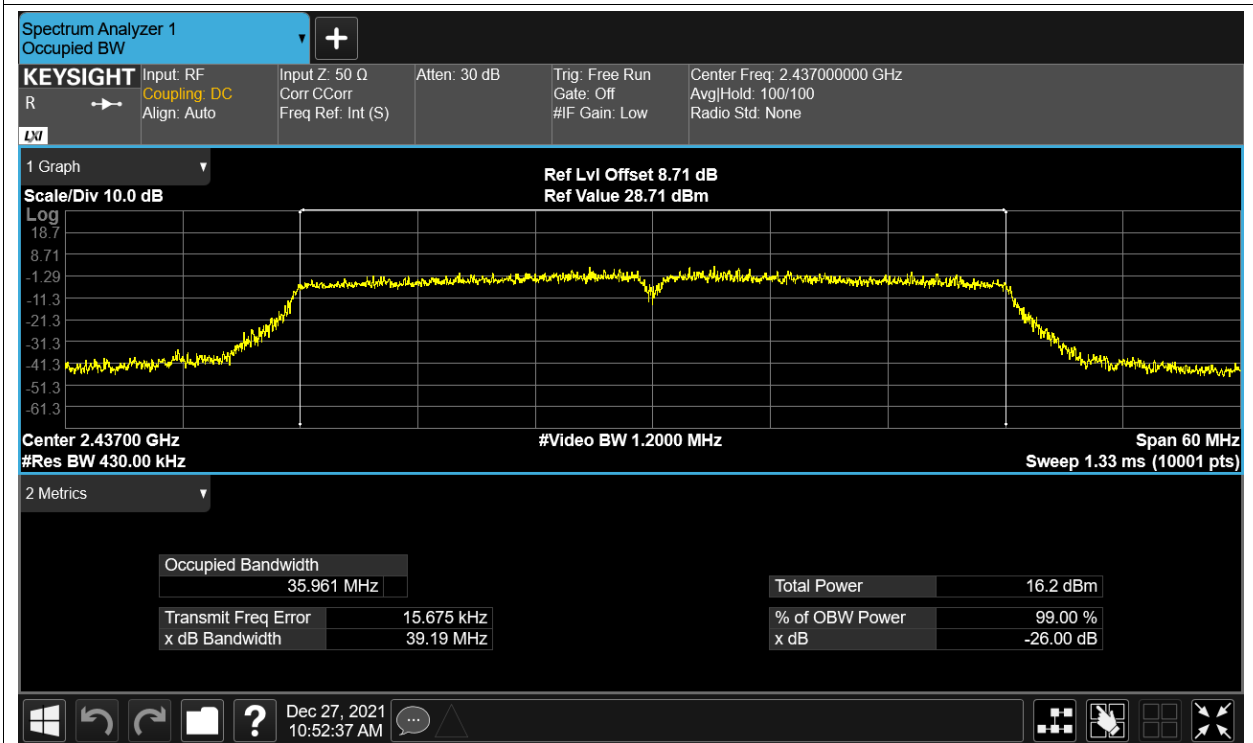 Spectrum Analyzer 1
Occupied BW
KEYSIGHT
R
LXI
Input: RF
Coupling: DC
Align: Auto
Input Z: 50 Ω
Corr CCorr
Freq Ref: Int (S)
Atten: 30 dB
Trig: Free Run
Gate: Off
#IF Gain: Low
Center Freq: 2.437000000 GHz
Avg|Hold: 100/100
Radio Std: None
1 Graph
Scale/Div 10.0 dB
Ref Lvl Offset 8.71 dB
Ref Value 28.71 dBm
Log
18.7
8.71
-1.29
-11.3
-21.3
-31.3
-41.3
-51.3
-61.3
Center 2.43700 GHz
#Video BW 1.2000 MHz
Span 60 MHz
#Res BW 430.00 kHz
Sweep 1.33 ms (10001 pts)
2 Metrics
Occupied Bandwidth
35.961 MHz
Total Power 16.2 dBm
Transmit Freq Error 15.675 kHz
% of OBW Power 99.00 %
x dB Bandwidth 39.19 MHz
x dB -26.00 dB
?
Dec 27, 2021
10:52:37 AM